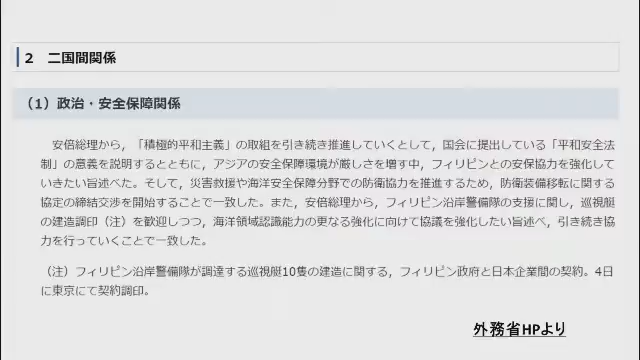 2 二国間関係
（1）政治・安全保障関係
安倍総理から，「積極的平和主義」の取組を引き続き推進していくとして，国会に提出している「平和安全法
制」の意義を説明するとともに，アジアの安全保障環境が厳しさを増す中，フィリピンとの安保協力を強化して
いきたい旨述べた。そして，災害救援や海洋安全保障分野での防衛協力を推進するため，防衛装備移転に関する
協定の締結交渉を開始することで一致した。また，安倍総理から，フィリピン沿岸警備隊の支援に関し，巡視艇
の建造調印（注）を歓迎しつつ，海洋領域認識能力の更なる強化に向けて協議を強化したい旨述べ，引き続き協
力を行っていくことで一致した。
（注）フィリピン沿岸警備隊が調達する巡視艇10隻の建造に関する，フィリピン政府と日本企業間の契約。4日
に東京にて契約調印。
外務省HPより